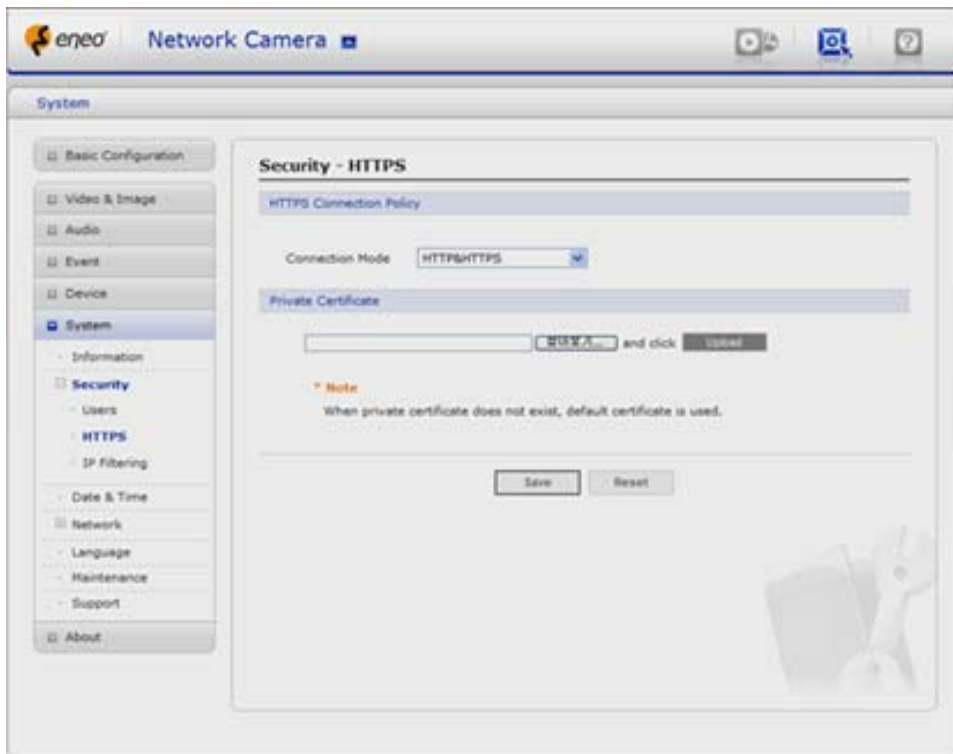 eneo
Network Camera
System
Basic Configuration
Video & Image
Audio
Event
Device
System
Information
Security
Users
HTTPS
IP Filtering
Date & Time
Network
Language
Maintenance
Support
About
Security - HTTPS
HTTPS Connection Policy
Connection Mode HTTP&HTTPS
Private Certificate
and click Upload
* Note
When private certificate does not exist, default certificate is used.
Save Reset